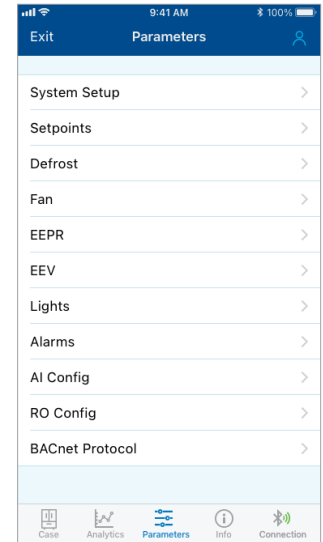 9:41 AM
100%
Exit
Parameters
System Setup
Setpoints
Defrost
Fan
EEPR
EEV
Lights
Alarms
AI Config
RO Config
BACnet Protocol
Case
Analytics
Parameters
Info
Connection